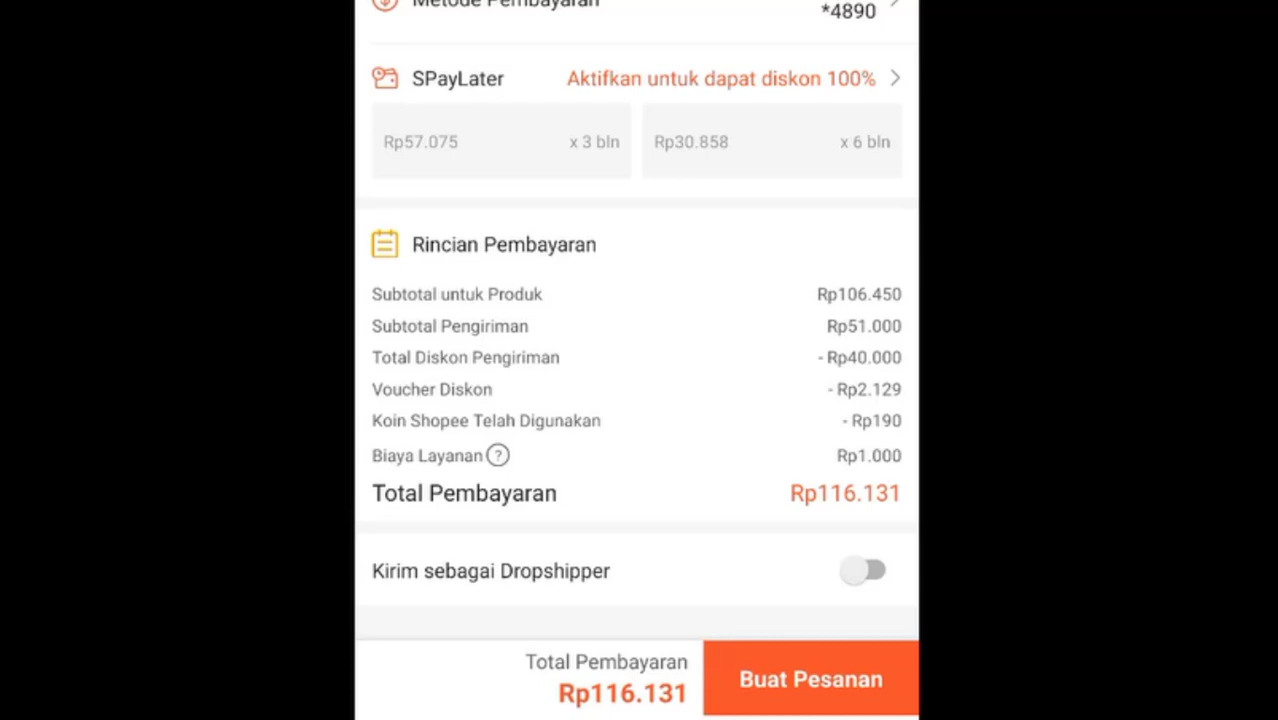 Metode Pembayaran
*4890
SPayLater Aktifkan untuk dapat diskon 100%
Rp57.075 x 3 bln Rp30.858 x 6 bln
Rincian Pembayaran
Subtotal untuk Produk Rp106.450
Subtotal Pengiriman Rp51.000
Total Diskon Pengiriman - Rp40.000
Voucher Diskon - Rp2.129
Koin Shopee Telah Digunakan - Rp190
Biaya Layanan ? Rp1.000
Total Pembayaran Rp116.131
Kirim sebagai Dropshipper
Total Pembayaran
Rp116.131
Buat Pesanan